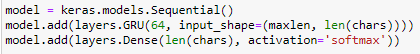 model = keras.models.Sequential()
model.add(layers.GRU(64, input_shape=(maxlen, len(chars))))
model.add(layers.Dense(len(chars), activation='softmax'))